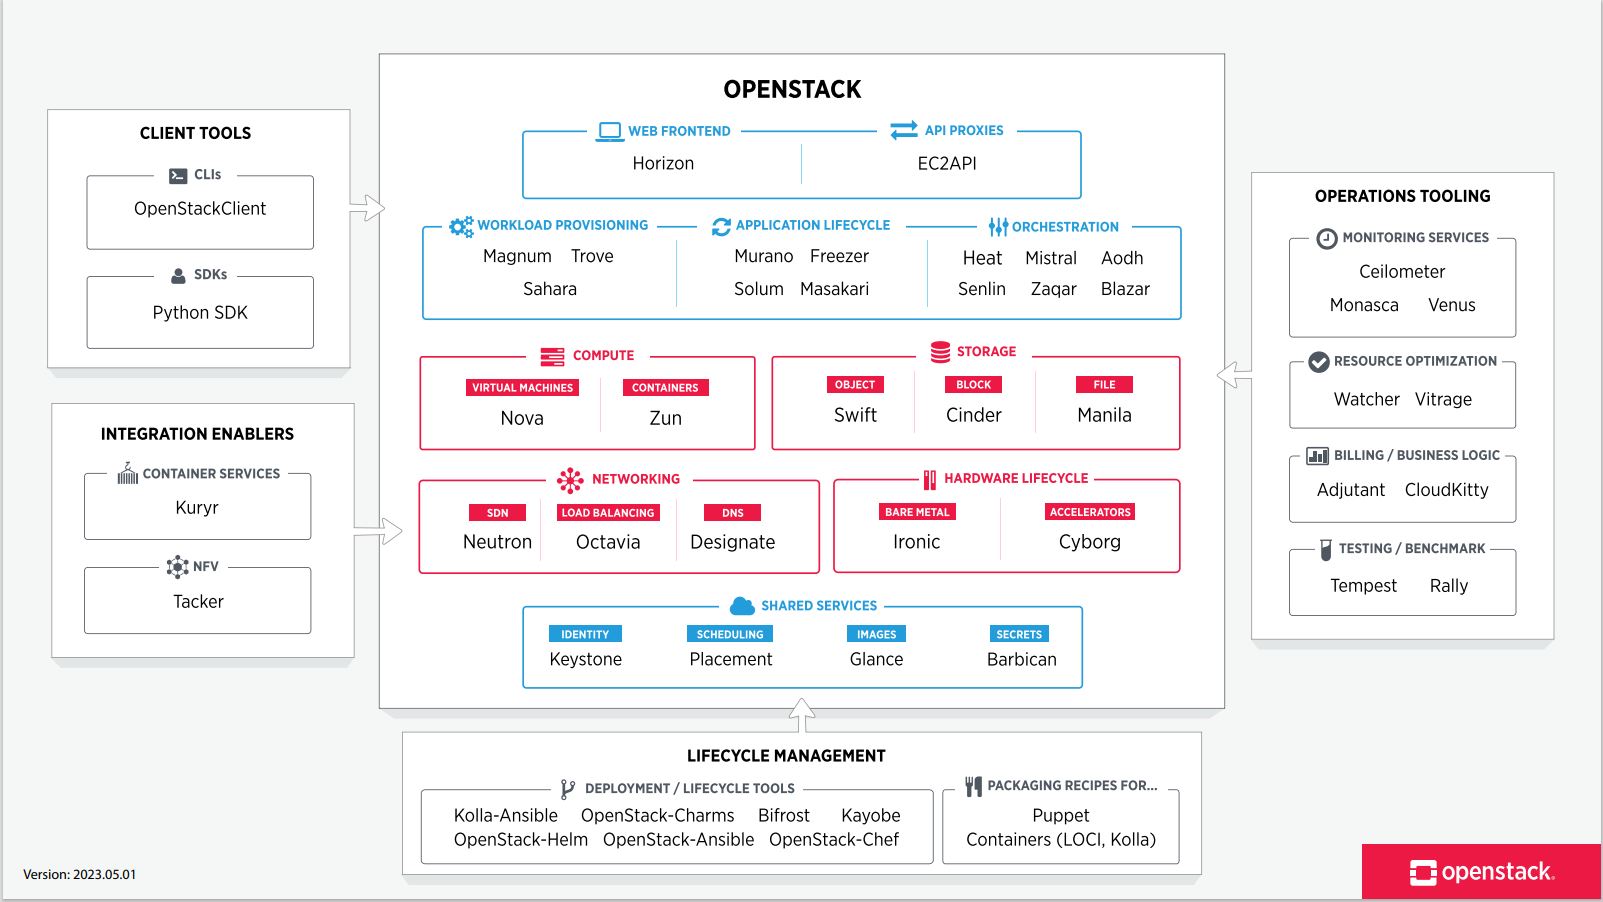 OPENSTACK
WEB FRONTEND
API PROXIES
Horizon
EC2API
WORKLOAD PROVISIONING
APPLICATION LIFECYCLE
ORCHESTRATION
Magnum Trove
Sahara
Murano Freezer
Solum Masakari
Heat Mistral Aodh
Senlin Zaqar Blazar
COMPUTE
VIRTUAL MACHINES
Nova
CONTAINERS
Zun
STORAGE
OBJECT
Swift
BLOCK
Cinder
FILE
Manila
NETWORKING
SDN
Neutron
LOAD BALANCING
Octavia
DNS
Designate
HARDWARE LIFECYCLE
BARE METAL
Ironic
ACCELERATORS
Cyborg
SHARED SERVICES
IDENTITY
Keystone
SCHEDULING
Placement
IMAGES
Glance
SECRETS
Barbican
CLIENT TOOLS
CLIs
OpenStackClient
SDKs
Python SDK
INTEGRATION ENABLERS
CONTAINER SERVICES
Kuryr
NFV
Tacker
OPERATIONS TOOLING
MONITORING SERVICES
Ceilometer
Monasca Venus
RESOURCE OPTIMIZATION
Watcher Vitrage
BILLING / BUSINESS LOGIC
Adjutant CloudKitty
TESTING / BENCHMARK
Tempest Rally
LIFECYCLE MANAGEMENT
DEPLOYMENT / LIFECYCLE TOOLS
Kolla-Ansible OpenStack-Charms Bifrost Kayobe
OpenStack-Helm OpenStack-Ansible OpenStack-Chef
PACKAGING RECIPES FOR...
Puppet
Containers (LOCI, Kolla)
Version: 2023.05.01
openstack.